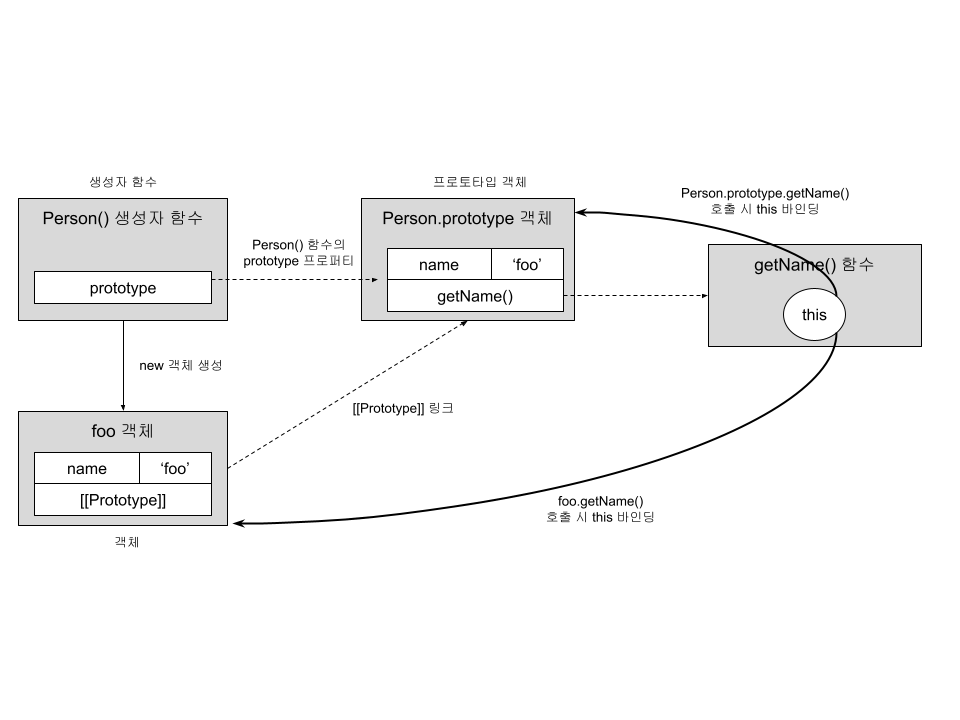 생성자 함수
Person() 생성자 함수
prototype
Person() 함수의
prototype 프로퍼티
프로토타입 객체
Person.prototype 객체
name
‘foo’
getName()
Person.prototype.getName()
호출 시 this 바인딩
getName() 함수
this
new 객체 생성
[[Prototype]] 링크
foo 객체
name
‘foo’
[[Prototype]]
객체
foo.getName()
호출 시 this 바인딩